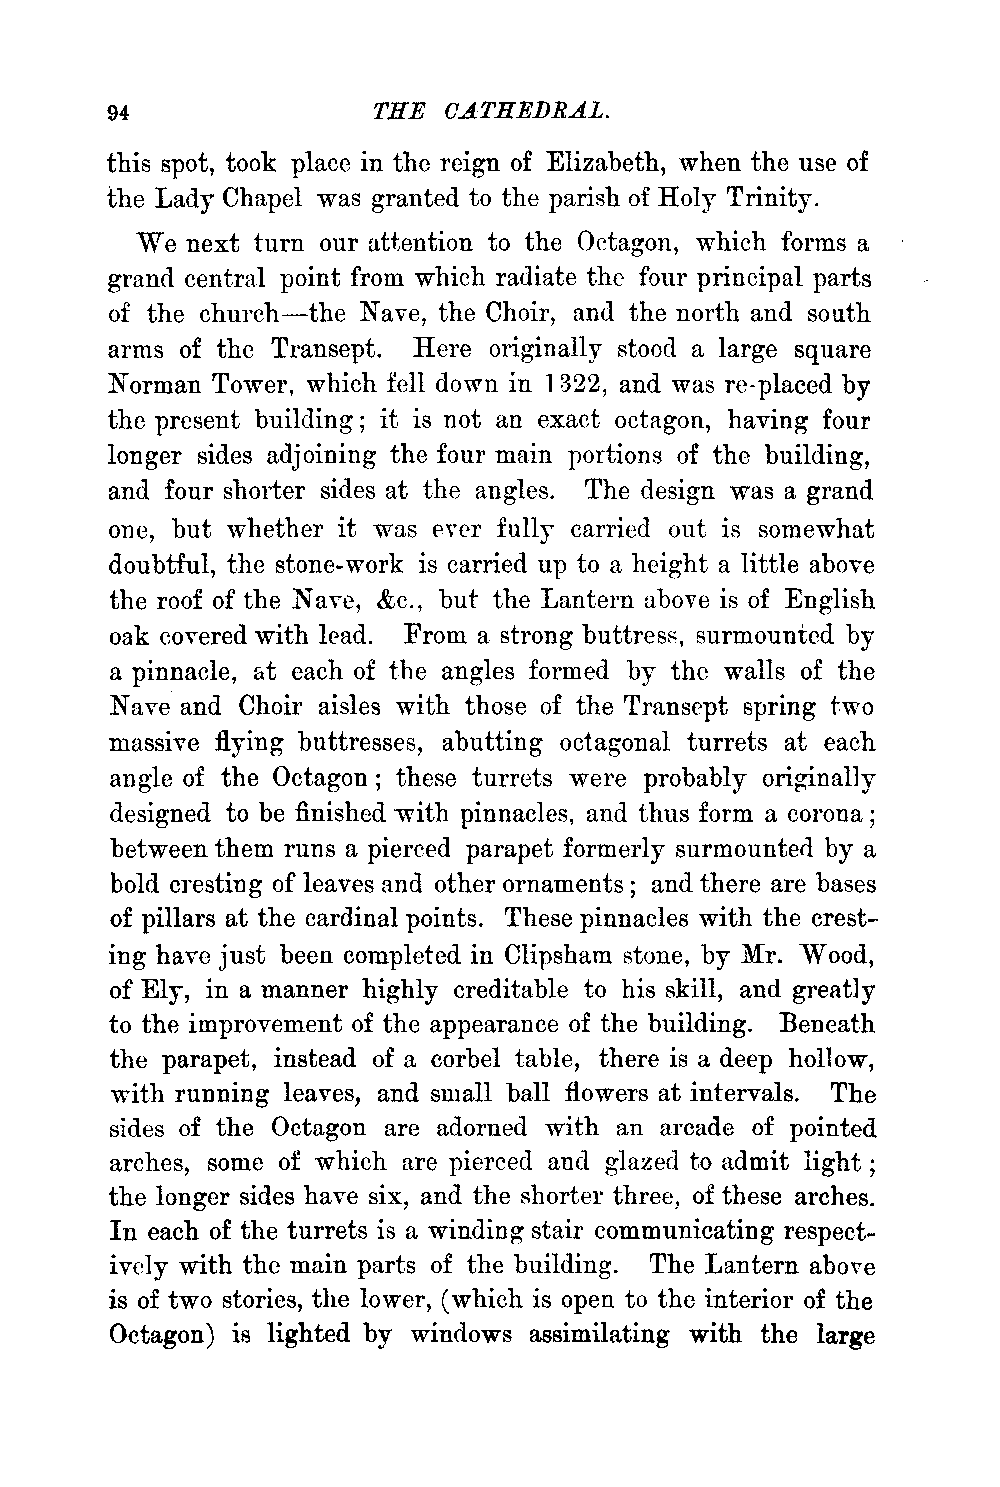 94 THE CATHEDRAL.
this spot, took place in the reign of Elizabeth, when the use of
the Lady Chapel was granted to the parish of Holy Trinity.
We next turn our attention to the Octagon, which forms a
grand central point from which radiate the four principal parts
of the church—the Nave, the Choir, and the north and south
arms of the Transept. Here originally stood a large square
Norman Tower, which fell down in 1322, and was re-placed by
the present building; it is not an exact octagon, having four
longer sides adjoining the four main portions of the building,
and four shorter sides at the angles. The design was a grand
one, but whether it was ever fully carried out is somewhat
doubtful, the stone-work is carried up to a height a little above
the roof of the Nave, &c., but the Lantern above is of English
oak covered with lead. From a strong buttress, surmounted by
a pinnacle, at each of the angles formed by the walls of the
Nave and Choir aisles with those of the Transept spring two
massive flying buttresses, abutting octagonal turrets at each
angle of the Octagon; these turrets were probably originally
designed to be finished with pinnacles, and thus form a corona;
between them runs a pierced parapet formerly surmounted by a
bold cresting of leaves and other ornaments; and there are bases
of pillars at the cardinal points. These pinnacles with the crest-
ing have just been completed in Clipsham stone, by Mr. Wood,
of Ely, in a manner highly creditable to his skill, and greatly
to the improvement of the appearance of the building. Beneath
the parapet, instead of a corbel table, there is a deep hollow,
with running leaves, and small ball flowers at intervals. The
sides of the Octagon are adorned with an arcade of pointed
arches, some of which are pierced and glazed to admit light;
the longer sides have six, and the shorter three, of these arches.
In each of the turrets is a winding stair communicating respect-
ively with the main parts of the building. The Lantern above
is of two stories, the lower, (which is open to the interior of the
Octagon) is lighted by windows assimilating with the large